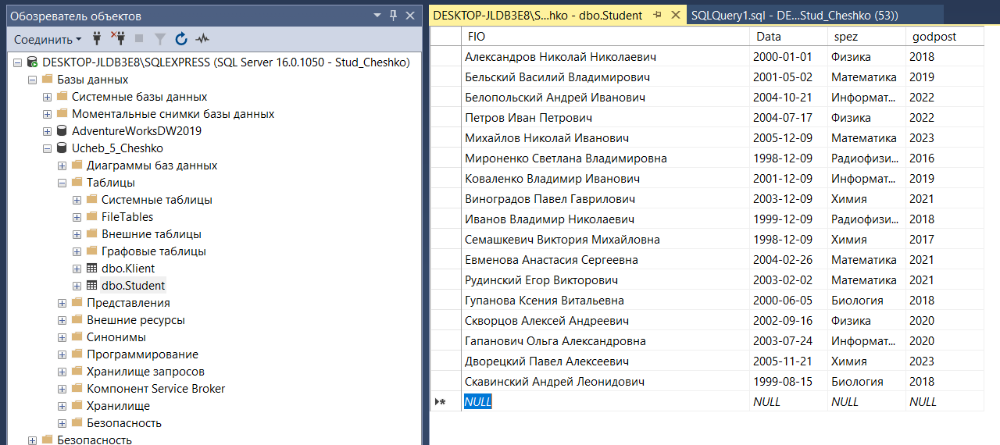 Обозреватель объектов
Соединить
DESKTOP-JLDB3E8\SQLEXPRESS (SQL Server 16.0.1050 - Stud_Cheshko)
Базы данных
Системные базы данных
Моментальные снимки базы данных
AdventureWorksDW2019
Ucheb_5_Cheshko
Диаграммы баз данных
Таблицы
Системные таблицы
FileTables
Внешние таблицы
Графовые таблицы
dbo.Klient
dbo.Student
Представления
Внешние ресурсы
Синонимы
Программирование
Хранилище запросов
Компонент Service Broker
Хранилище
Безопасность
Безопасность
DESKTOP-JLDB3E8\S...hko - dbo.Student SQLQuery1.sql - DE...Stud_Cheshko (53))
FIO Data spez godpost
Александров Николай Николаевич 2000-01-01 Физика 2018
Бельский Василий Владимирович 2001-05-02 Математика 2019
Белопольский Андрей Иванович 2004-10-21 Информат... 2022
Петров Иван Петрович 2004-07-17 Физика 2022
Михайлов Николай Иванович 2005-12-09 Математика 2023
Мироненко Светлана Владимировна 1998-12-09 Радиофизи... 2016
Коваленко Владимир Иванович 2001-12-09 Информат... 2019
Виноградов Павел Гаврилович 2003-12-09 Химия 2021
Иванов Владимир Николаевич 1999-12-09 Радиофизи... 2018
Семашкевич Виктория Михайловна 1998-12-09 Химия 2017
Евменова Анастасия Сергеевна 2004-02-26 Математика 2021
Рудинский Егор Викторович 2003-02-02 Математика 2021
Гупанова Ксения Витальевна 2000-06-05 Биология 2018
Скворцов Алексей Андреевич 2002-09-16 Физика 2020
Гапанович Ольга Александровна 2003-07-24 Информат... 2020
Дворецкий Павел Алексеевич 2005-11-21 Химия 2023
Скавинский Андрей Леонидович 1999-08-15 Биология 2018
NULL NULL NULL NULL